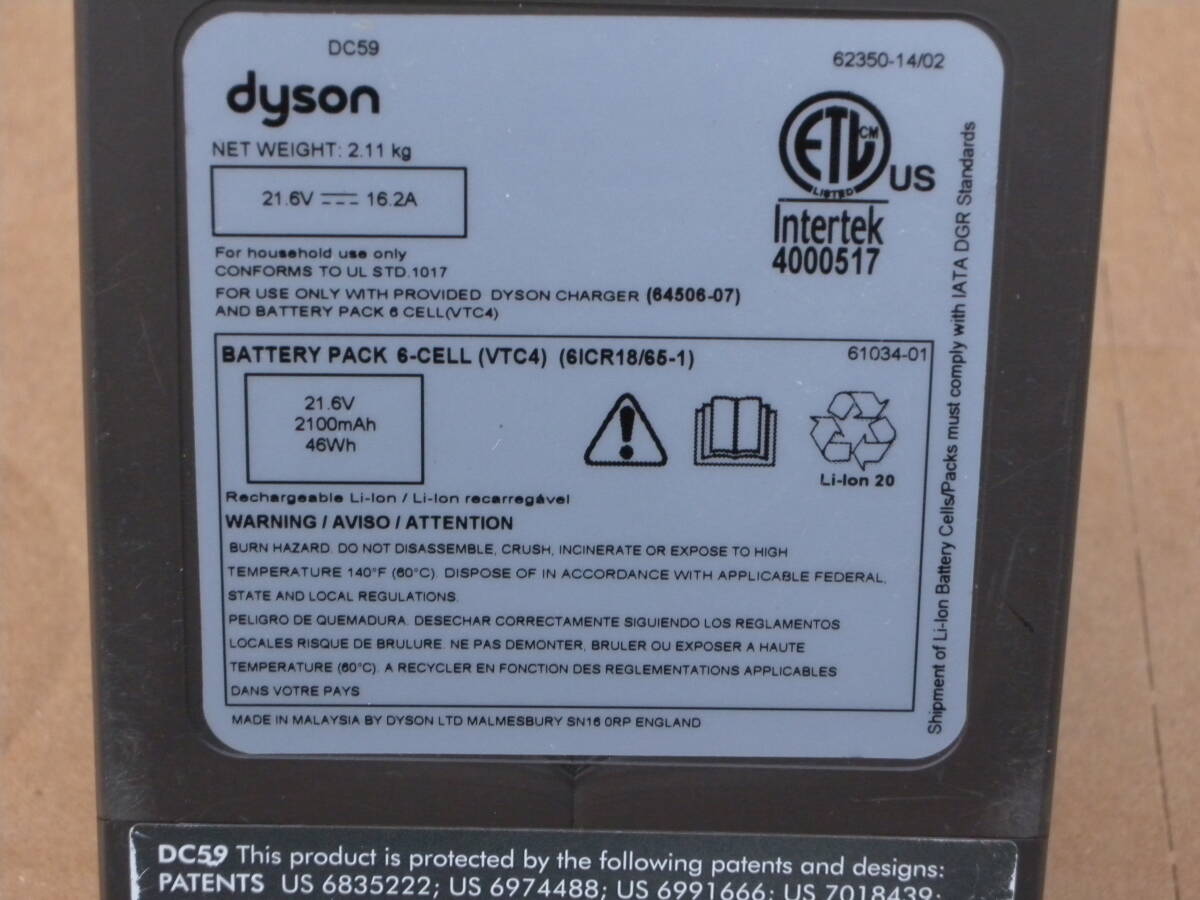 DC59
62350-14/02
dyson
NET WEIGHT: 2.11 kg
21.6V 16.2A
ETL CM
LISTED
US
Intertek
4000517
For household use only
CONFORMS TO UL STD.1017
FOR USE ONLY WITH PROVIDED DYSON CHARGER (64506-07)
AND BATTERY PACK 6 CELL(VTC4)
BATTERY PACK 6-CELL (VTC4) (6ICR18/65-1)
61034-01
21.6V
2100mAh
46Wh
Li-Ion 20
Rechargeable Li-Ion / Li-Ion recarregável
WARNING / AVISO / ATTENTION
BURN HAZARD. DO NOT DISASSEMBLE, CRUSH, INCINERATE OR EXPOSE TO HIGH
TEMPERATURE 140°F (60°C). DISPOSE OF IN ACCORDANCE WITH APPLICABLE FEDERAL,
STATE AND LOCAL REGULATIONS.
PELIGRO DE QUEMADURA. DESECHAR CORRECTAMENTE SIGUIENDO LOS REGLAMENTOS
LOCALES RISQUE DE BRULURE. NE PAS DEMONTER, BRULER OU EXPOSER A HAUTE
TEMPERATURE (60°C). A RECYCLER EN FONCTION DES REGLEMENTATIONS APPLICABLES
DANS VOTRE PAYS
MADE IN MALAYSIA BY DYSON LTD MALMESBURY SN16 0RP ENGLAND
Shipment of Li-Ion Battery Cells/Packs must comply with IATA DGR Standards
DC59 This product is protected by the following patents and designs:
PATENTS US 6835222; US 6974488; US 6991666; US 7018439;